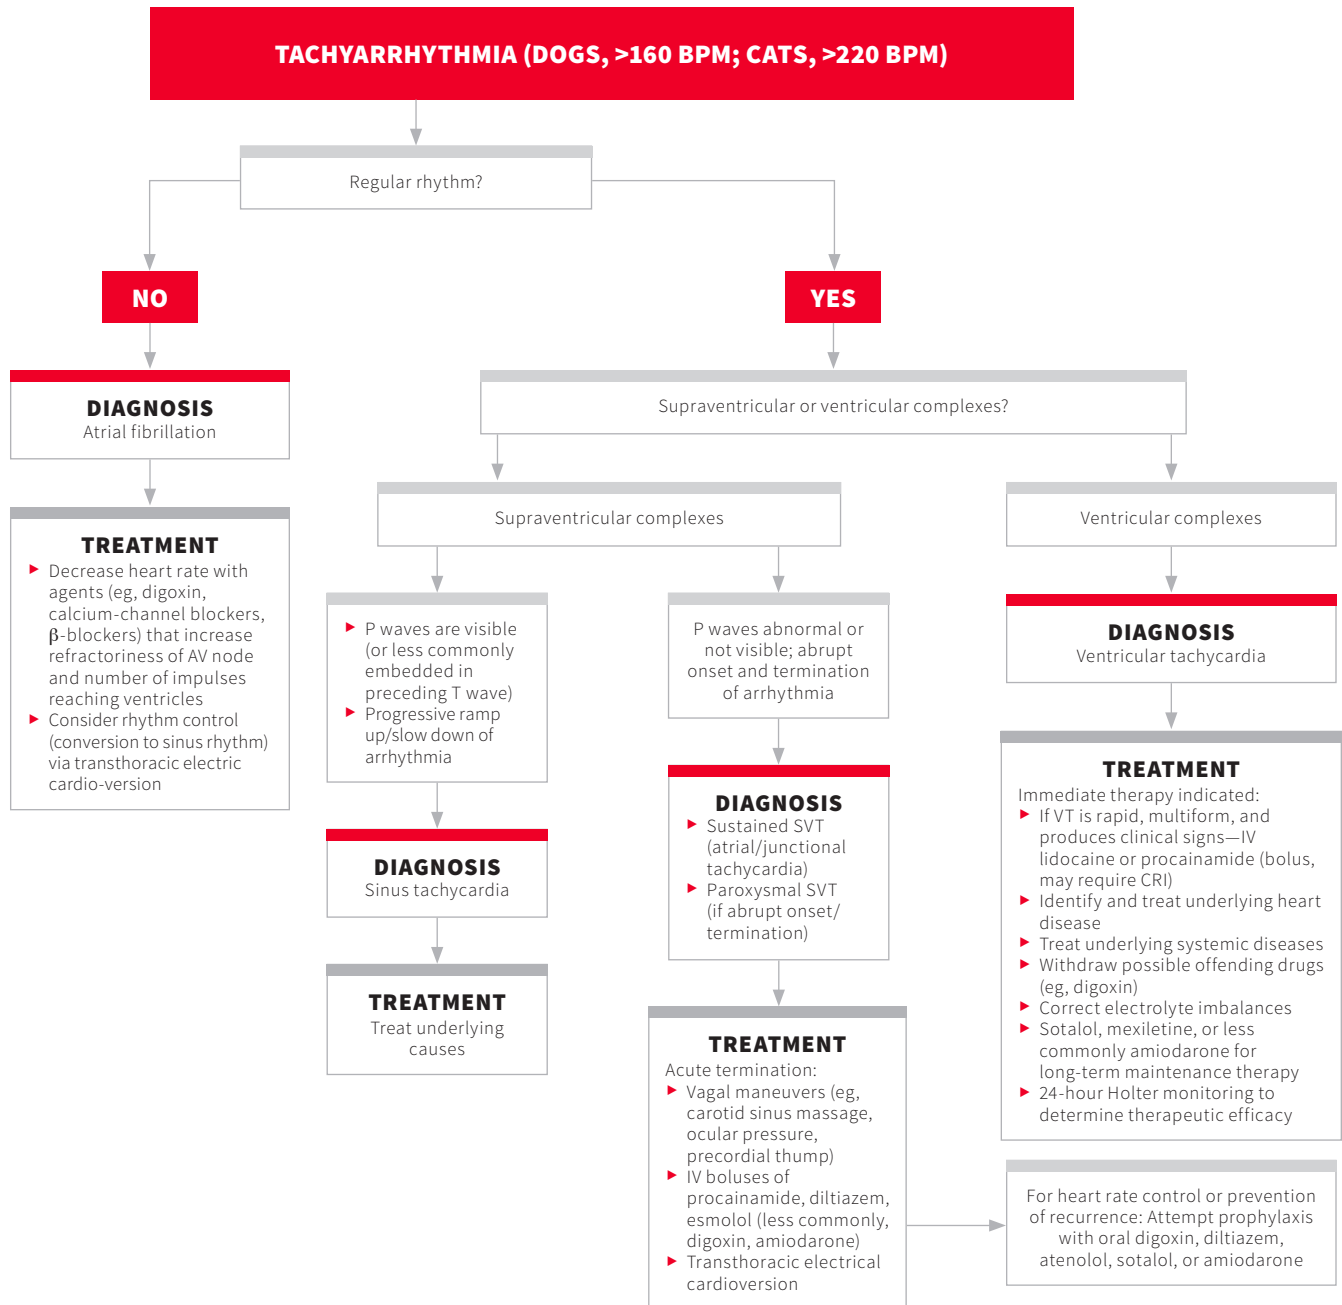 TACHYARRHYTHMIA (DOGS, >160 BPM; CATS, >220 BPM)
Regular rhythm?
NO
YES
DIAGNOSIS
Atrial fibrillation
TREATMENT
► Decrease heart rate with
agents (eg, digoxin,
calcium-channel blockers,
β-blockers) that increase
refractoriness of AV node
and number of impulses
reaching ventricles
► Consider rhythm control
(conversion to sinus rhythm)
via transthoracic electric
cardio-version
Supraventricular or ventricular complexes?
Supraventricular complexes
► P waves are visible
(or less commonly
embedded in
preceding T wave)
► Progressive ramp
up/slow down of
arrhythmia
DIAGNOSIS
Sinus tachycardia
TREATMENT
Treat underlying
causes
P waves abnormal or
not visible; abrupt
onset and termination
of arrhythmia
DIAGNOSIS
► Sustained SVT
(atrial/junctional
tachycardia)
► Paroxysmal SVT
(if abrupt onset/
termination)
TREATMENT
Acute termination:
► Vagal maneuvers (eg,
carotid sinus massage,
ocular pressure,
precordial thump)
► IV boluses of
procainamide, diltiazem,
esmolol (less commonly,
digoxin, amiodarone)
► Transthoracic electrical
cardioversion
Ventricular complexes
DIAGNOSIS
Ventricular tachycardia
TREATMENT
Immediate therapy indicated:
► If VT is rapid, multiform, and
produces clinical signs—IV
lidocaine or procainamide (bolus,
may require CRI)
► Identify and treat underlying heart
disease
► Treat underlying systemic diseases
► Withdraw possible offending drugs
(eg, digoxin)
► Correct electrolyte imbalances
► Sotalol, mexiletine, or less
commonly amiodarone for
long-term maintenance therapy
► 24-hour Holter monitoring to
determine therapeutic efficacy
For heart rate control or prevention
of recurrence: Attempt prophylaxis
with oral digoxin, diltiazem,
atenolol, sotalol, or amiodarone